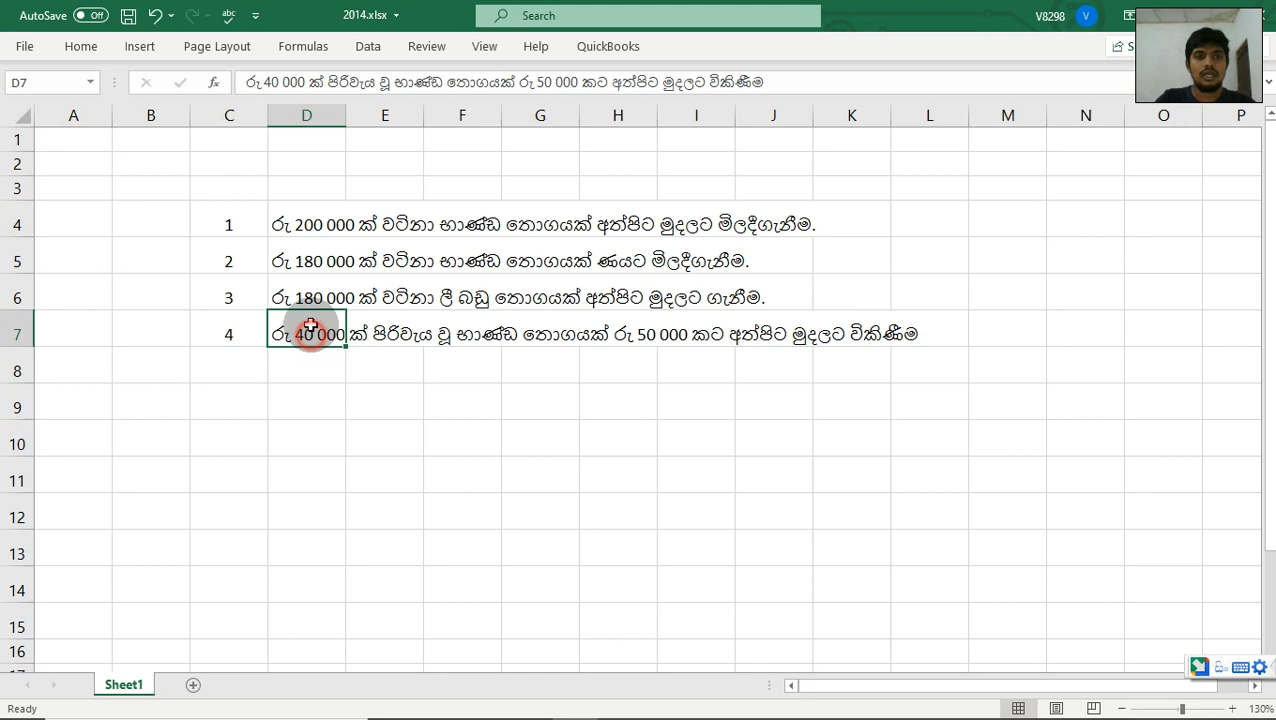 AutoSave Off 2014.xlsx Search V8298 V
File Home Insert Page Layout Formulas Data Review View Help QuickBooks
D7 fx රු 40 000 ක් පිරිවැය වූ භාණ්ඩ තොගයක් රු 50 000 කට අත්පිට මුදලට විකිණීම
A B C D E F G H I J K L M N O P
1
2
3
4 1 රු 200 000 ක් වටිනා භාණ්ඩ තොගයක් අත්පිට මුදලට මිලදීගැනීම.
5 2 රු 180 000 ක් වටිනා භාණ්ඩ තොගයක් ණයට මිලදීගැනීම.
6 3 රු 180 000 ක් වටිනා ලී බඩු තොගයක් අත්පිට මුදලට ගැනීම.
7 4 රු 40 000 ක් පිරිවැය වූ භාණ්ඩ තොගයක් රු 50 000 කට අත්පිට මුදලට විකිණීම
8
9
10
11
12
13
14
15
16
සිං
Sheet1
Ready 130%